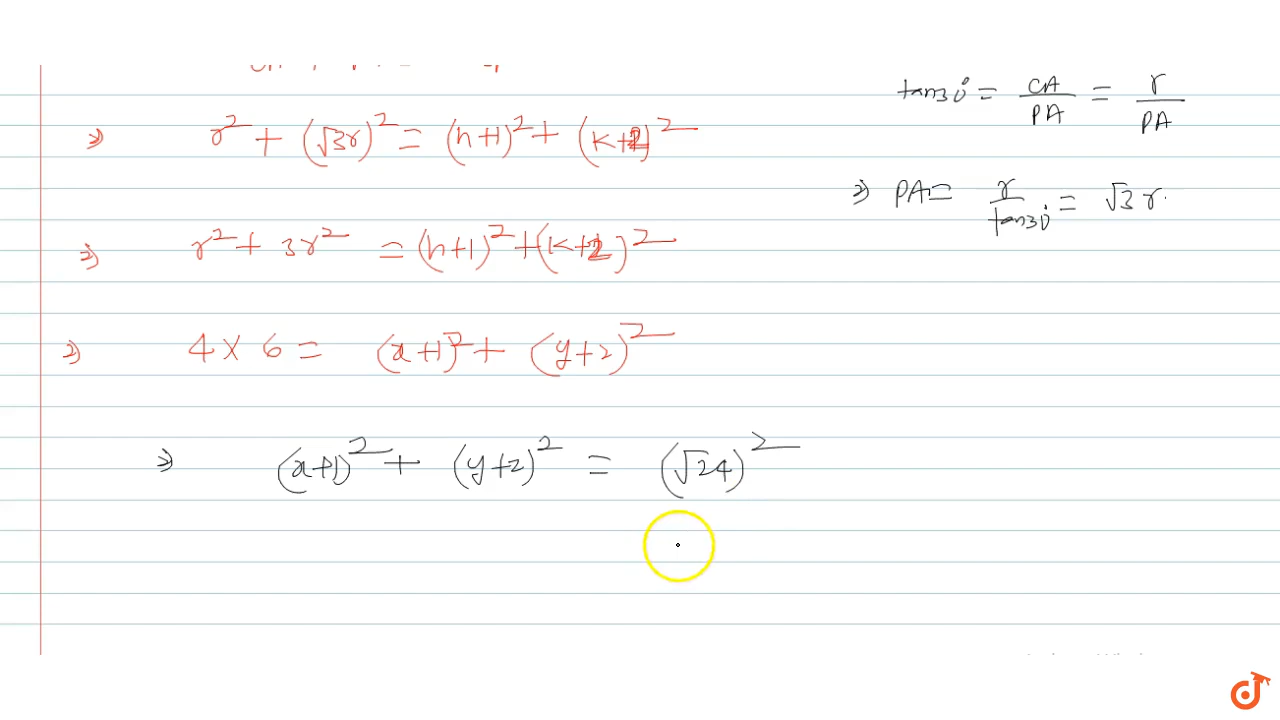 ⇒ r² + (√3r)² = (h+1)² + (k+2)²
⇒ r² + 3r² = (h+1)² + (k+2)²
⇒ 4 × 6 = (x+1)² + (y+2)²
⇒ (x+1)² + (y+2)² = (√24)²
tan30° = CA/PA = r/PA
⇒ PA = r/tan30° = √3 r.